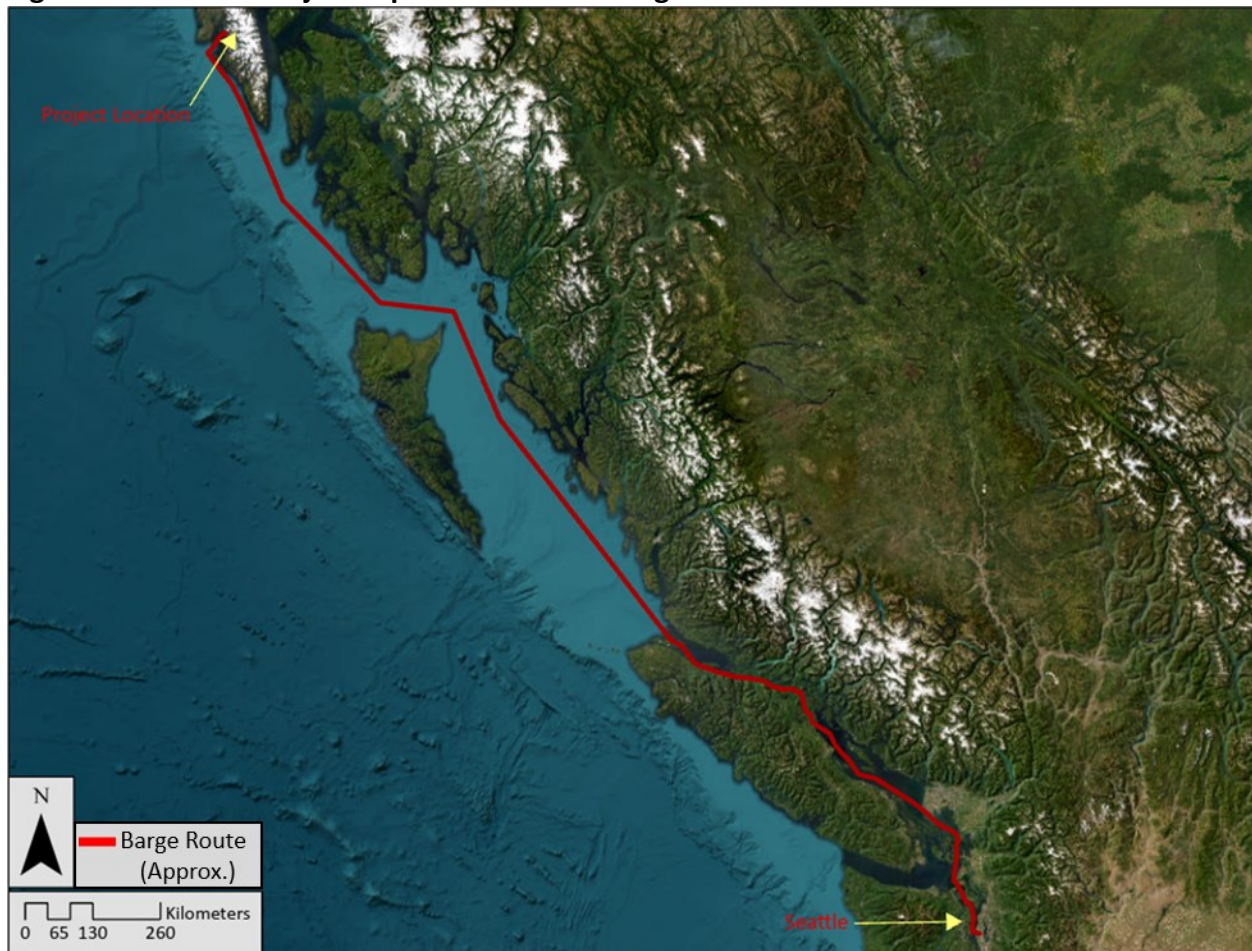 Project Location
N
Barge Route
(Approx.)
Kilometers
0 65 130 260
Seattle